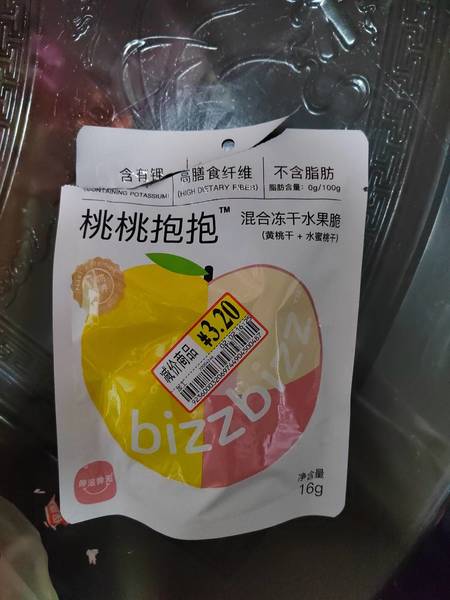 含有钾 高膳食纤维 不含脂肪
(CONTAINING POTASSIUM) (HIGH DIETARY FIBER) 脂肪含量：0g/100g
桃桃抱抱™ 混合冻干水果脆
(黄桃干 + 水蜜桃干)
¥3.20
减价商品
bizzbizz
净含量
16g